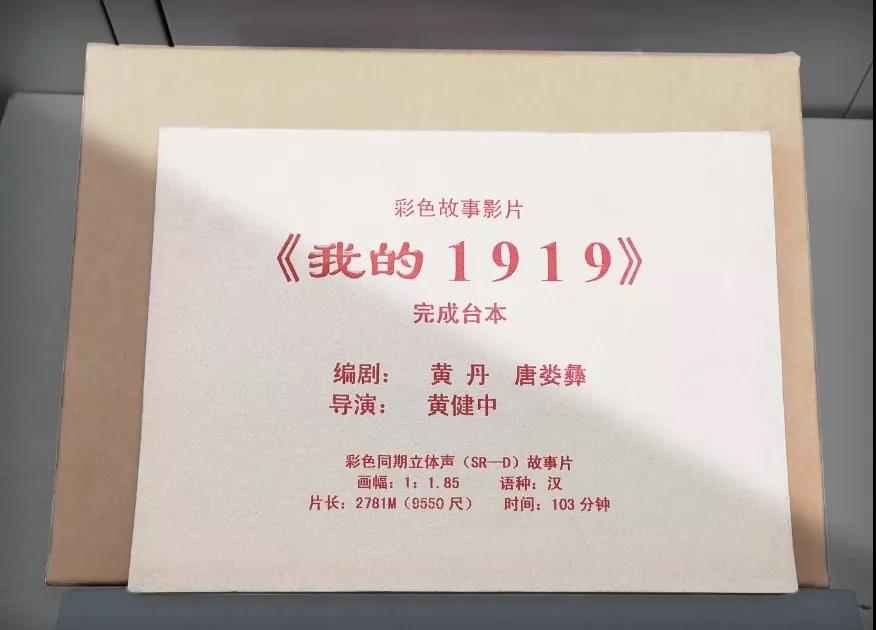 彩色故事影片
《我的1919》
完成台本
编剧： 黄 丹 唐娄彝
导演： 黄健中
彩色同期立体声（SR—D）故事片
画幅：1：1.85 语种：汉
片长：2781M（9550尺） 时间：103分钟